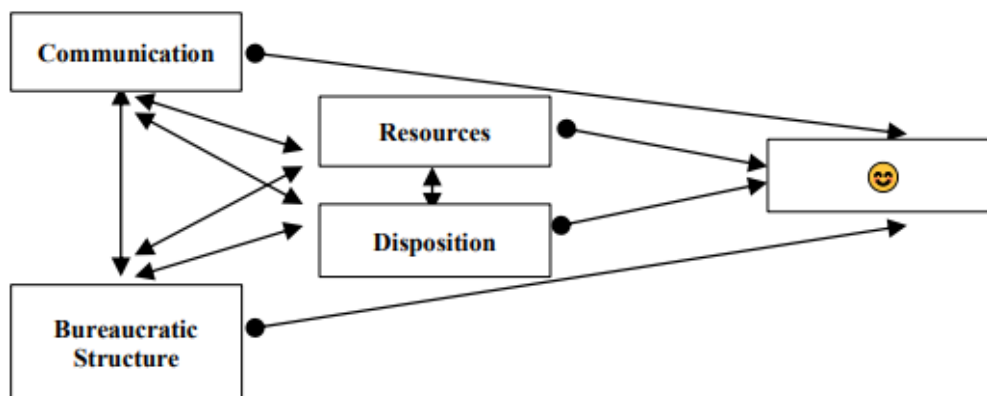 Communication
Resources
😊
Disposition
Bureaucratic
Structure